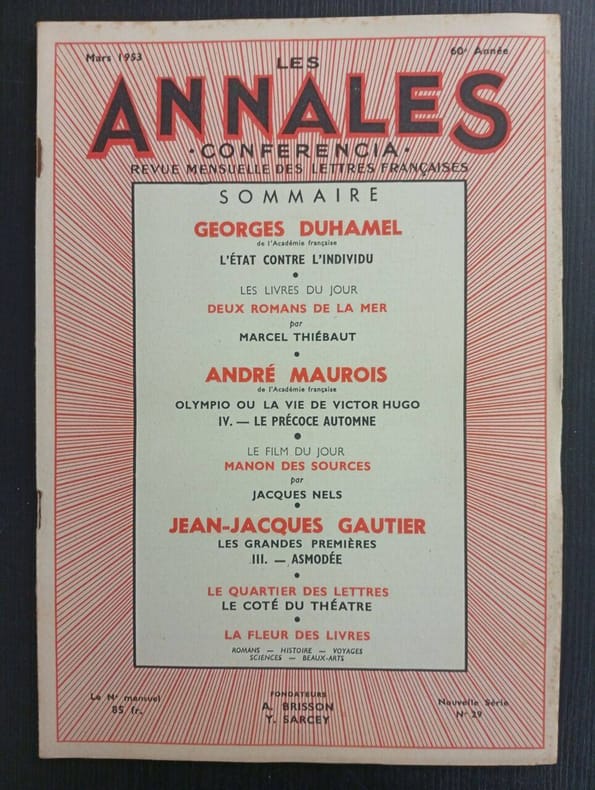 Mars 1953
60e Année
LES
ANNALES
·CONFERENCIA·
REVUE MENSUELLE DES LETTRES FRANÇAISES
SOMMAIRE
GEORGES DUHAMEL
de l'Académie française
L'ÉTAT CONTRE L'INDIVIDU
•
LES LIVRES DU JOUR
DEUX ROMANS DE LA MER
par
MARCEL THIÉBAUT
•
ANDRÉ MAUROIS
de l'Académie française
OLYMPIO OU LA VIE DE VICTOR HUGO
IV. — LE PRÉCOCE AUTOMNE
•
LE FILM DU JOUR
MANON DES SOURCES
par
JACQUES NELS
•
JEAN-JACQUES GAUTIER
LES GRANDES PREMIÈRES
III. — ASMODÉE
•
LE QUARTIER DES LETTRES
LE COTÉ DU THÉATRE
•
LA FLEUR DES LIVRES
ROMANS — HISTOIRE — VOYAGES
SCIENCES — BEAUX-ARTS
Le No mensuel
85 fr.
FONDATEURS
A. BRISSON
Y. SARCEY
Nouvelle Série
No 29